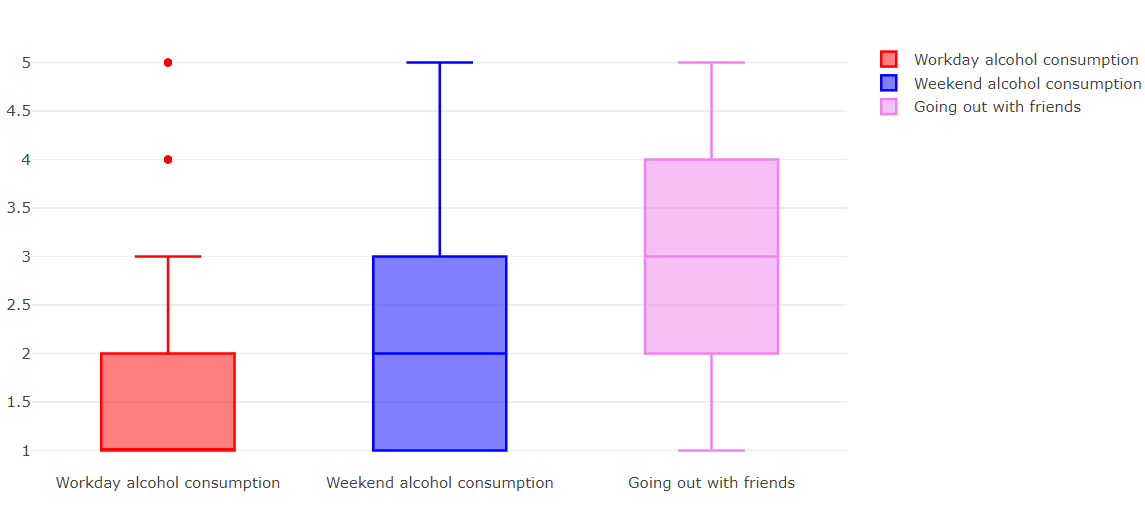 5
4.5
4
3.5
3
2.5
2
1.5
1
Workday alcohol consumption
Weekend alcohol consumption
Going out with friends
Workday alcohol consumption
Weekend alcohol consumption
Going out with friends